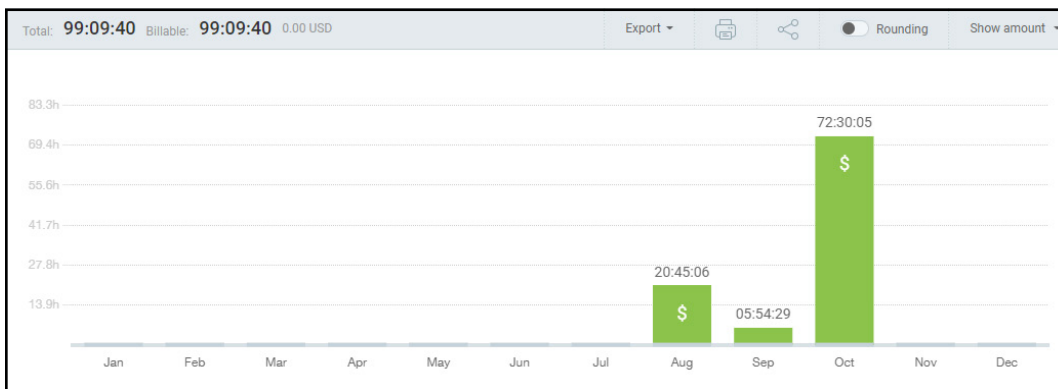 Total: 99:09:40 Billable: 99:09:40 0.00 USD Export Rounding Show amount
83.3h
72:30:05
69.4h
$
55.6h
41.7h
27.8h
20:45:06
13.9h
$
05:54:29
Jan Feb Mar Apr May Jun Jul Aug Sep Oct Nov Dec